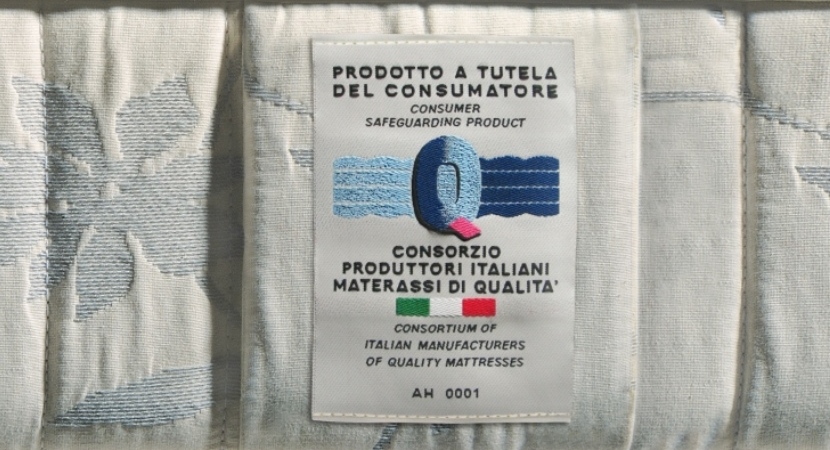 PRODOTTO A TUTELA
DEL CONSUMATORE
CONSUMER
SAFEGUARDING PRODUCT
Q
CONSORZIO
PRODUTTORI ITALIANI
MATERASSI DI QUALITA'
CONSORTIUM OF
ITALIAN MANUFACTURERS
OF QUALITY MATTRESSES
AH 0001